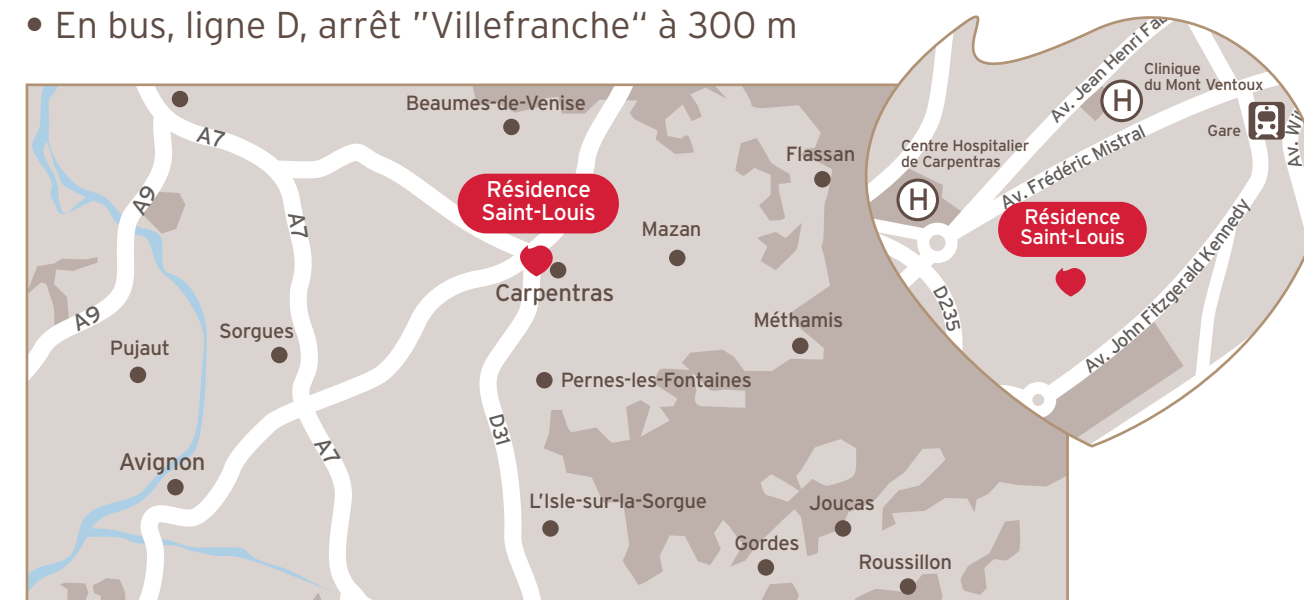 • En bus, ligne D, arrêt ”Villefranche“ à 300 m
Beaumes-de-Venise
A7
Flassan
A9
Résidence
Saint-Louis
A7
Mazan
Carpentras
A9
Pujaut
Sorgues
Méthamis
Pernes-les-Fontaines
D31
A7
Avignon
L'Isle-sur-la-Sorgue
Joucas
Gordes
Roussillon
Av. Jean Henri
Clinique
du Mont Ventoux
H
Gare
Av.
Centre Hospitalier
de Carpentras
H
Av. Frédéric Mistral
Résidence
Saint-Louis
D235
Av. John Fitzgerald Kennedy